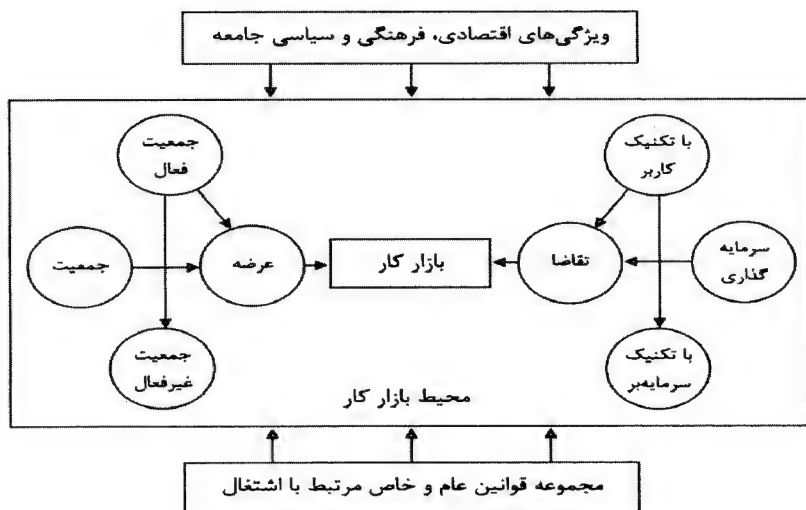 ویژگی‌های اقتصادی، فرهنگی و سیاسی جامعه
جمعیت
فعال
با تکنیک
کاربر
جمعیت
عرضه
بازار کار
تقاضا
سرمایه
گذاری
جمعیت
غیرفعال
با تکنیک
سرمایه‌بر
محیط بازار کار
مجموعه قوانین عام و خاص مرتبط با اشتغال